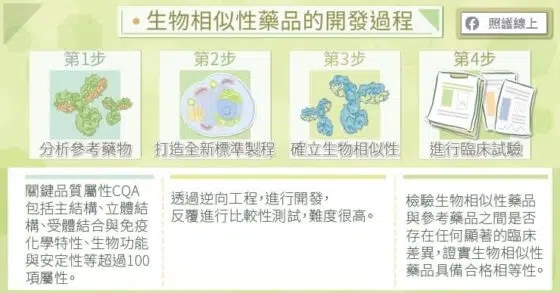 生物相似性藥品的開發過程
照護線上
第1步
第2步
第3步
第4步
分析參考藥物
打造全新標準製程
確立生物相似性
進行臨床試驗
關鍵品質屬性CQA
包括主結構、立體結
構、受體結合與免疫
化學特性、生物功能
與安定性等超過100
項屬性。
透過逆向工程,進行開發,
反覆進行比較性測試,難度很高。
檢驗生物相似性藥品
與參考藥品之間是否
存在任何顯著的臨床
差異,證實生物相似性
藥品具備合格相等性。